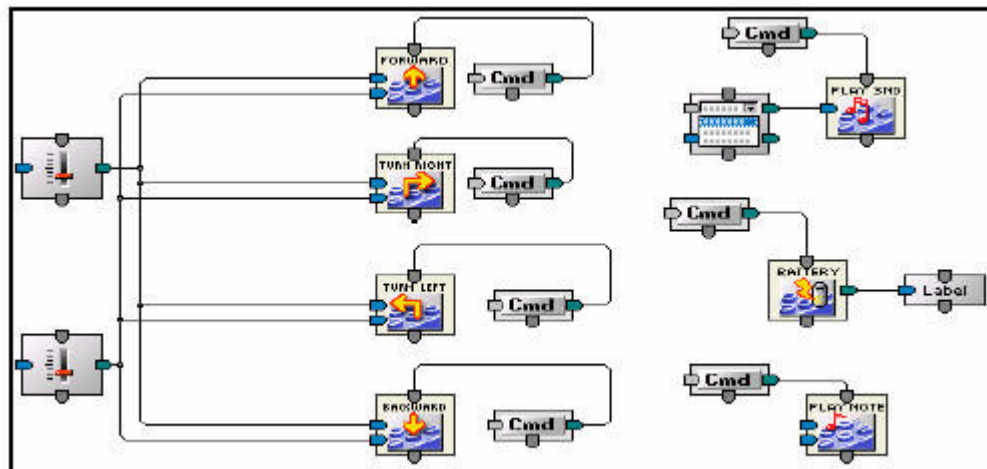 FORWARD
Cmd
TURN RIGHT
Cmd
TURN LEFT
Cmd
BACKWARD
Cmd
Cmd
PLAY SND
Cmd
BATTERY
Label
Cmd
PLAY NOTE